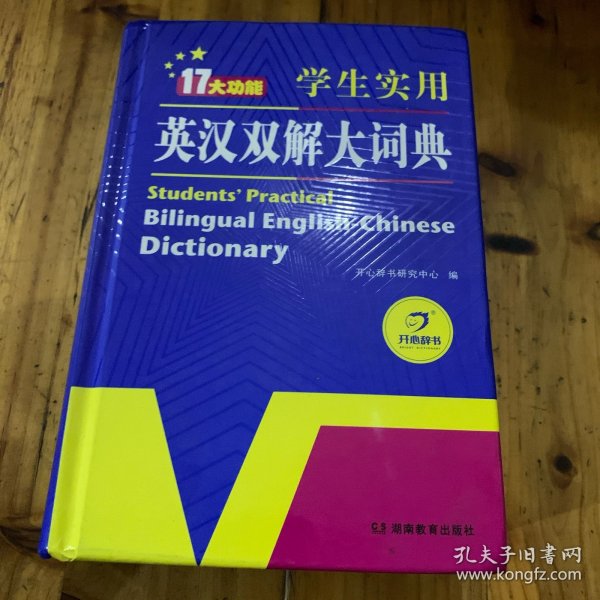 17大功能
学生实用
英汉双解大词典
Students' Practical
Bilingual English-Chinese
Dictionary
开心辞书研究中心 编
开心辞书
湖南教育出版社
孔夫子旧书网
www.kongfz.com